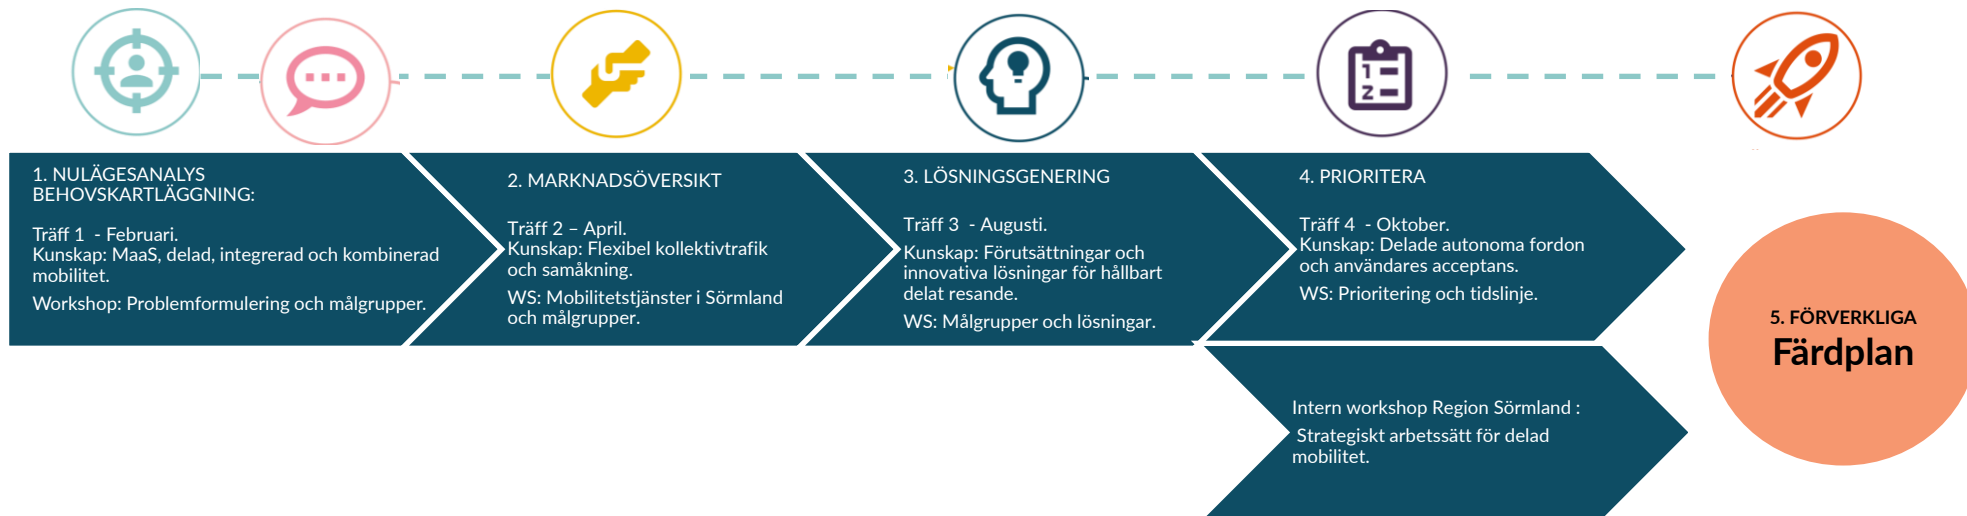 1. NULÄGESANALYS
BEHOVSKARTLÄGGNING:
Träff 1 - Februari.
Kunskap: MaaS, delad, integrerad och kombinerad
mobilitet.
Workshop: Problemformulering och målgrupper.
2. MARKNADSÖVERSIKT
Träff 2 – April.
Kunskap: Flexibel kollektivtrafik
och samåkning.
WS: Mobilitetstjänster i Sörmland
och målgrupper.
3. LÖSNINGSGENERING
Träff 3 - Augusti.
Kunskap: Förutsättningar och
innovativa lösningar för hållbart
delat resande.
WS: Målgrupper och lösningar.
1
2
4. PRIORITERA
Träff 4 - Oktober.
Kunskap: Delade autonoma fordon
och användares acceptans.
WS: Prioritering och tidslinje.
Intern workshop Region Sörmland :
Strategiskt arbetssätt för delad
mobilitet.
5. FÖRVERKLIGA
Färdplan